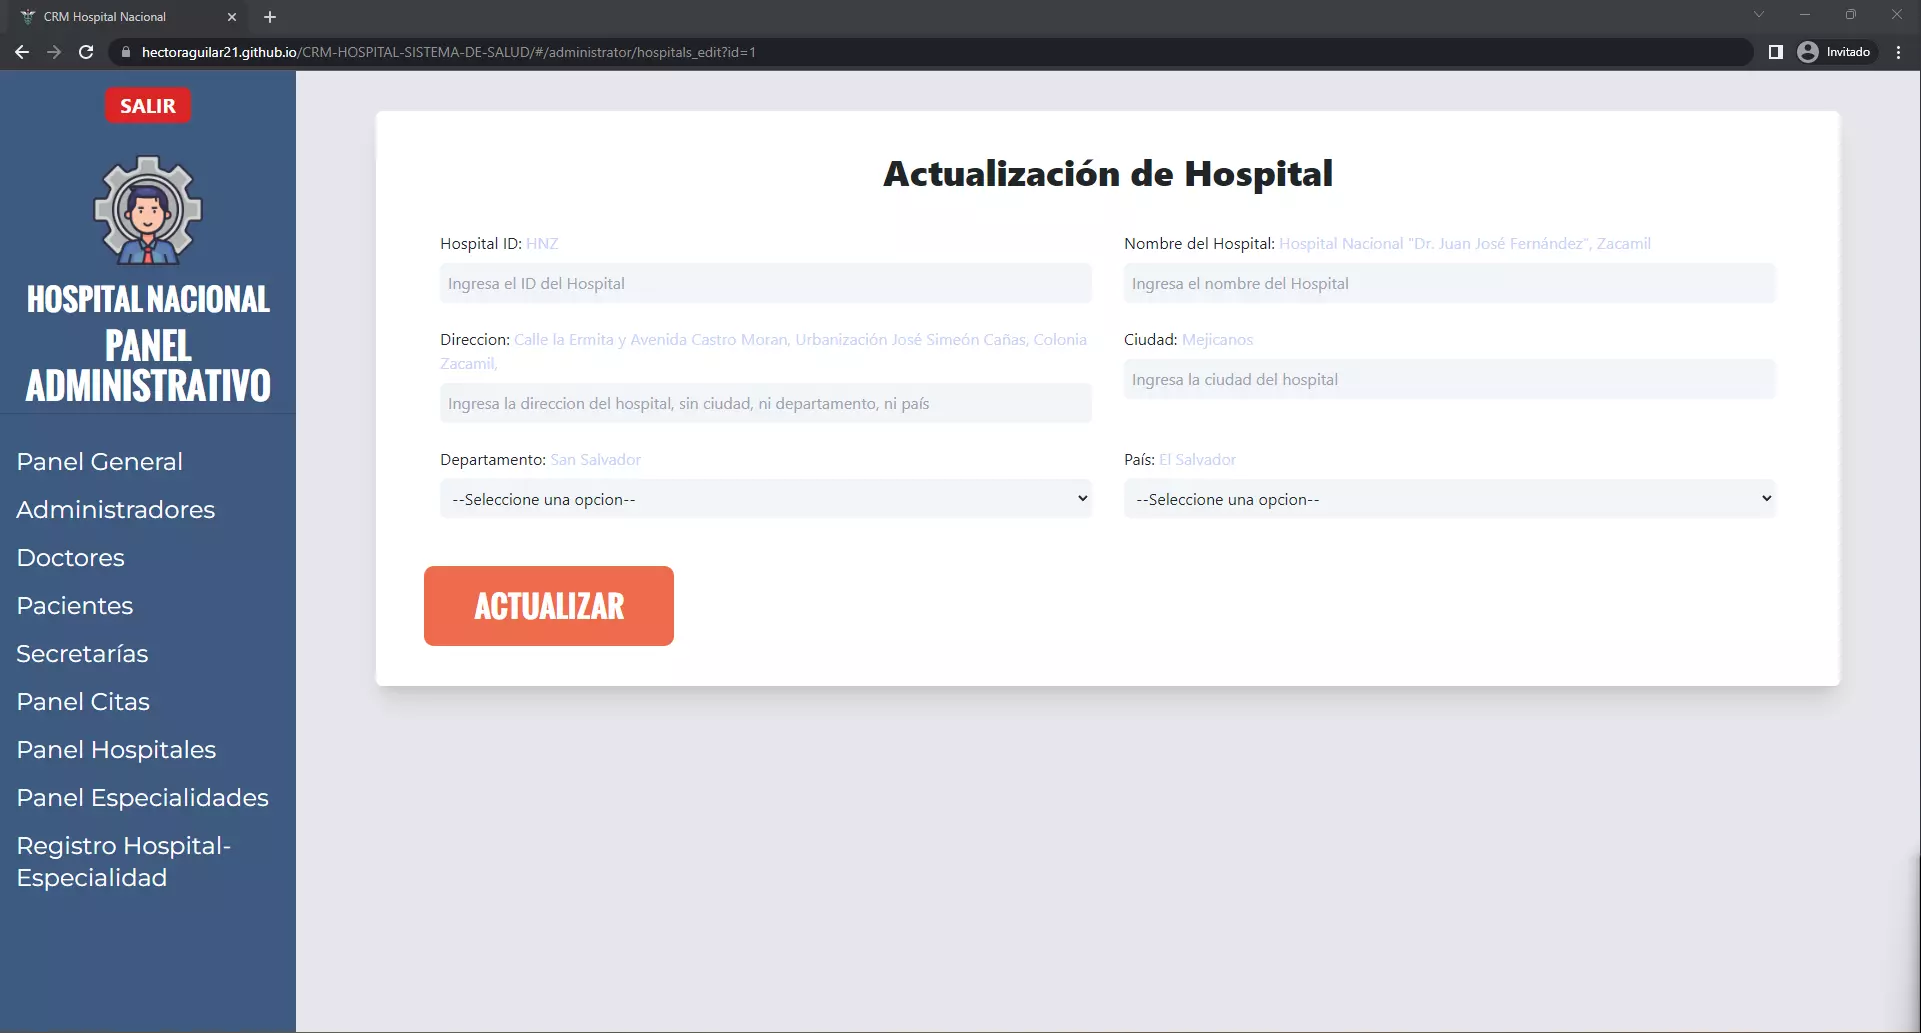 CRM Hospital Nacional
hectoraguilar21.github.io/CRM-HOSPITAL-SISTEMA-DE-SALUD/#/administrator/hospitals_edit?id=1
Invitado
SALIR
HOSPITAL NACIONAL
PANEL
ADMINISTRATIVO
Panel General
Administradores
Doctores
Pacientes
Secretarías
Panel Citas
Panel Hospitales
Panel Especialidades
Registro Hospital-
Especialidad
Actualización de Hospital
Hospital ID: HNZ
Ingresa el ID del Hospital
Nombre del Hospital: Hospital Nacional "Dr. Juan José Fernández", Zacamil
Ingresa el nombre del Hospital
Direccion: Calle la Ermita y Avenida Castro Moran, Urbanización José Simeón Cañas, Colonia
Zacamil,
Ingresa la direccion del hospital, sin ciudad, ni departamento, ni país
Ciudad: Mejicanos
Ingresa la ciudad del hospital
Departamento: San Salvador
--Seleccione una opcion--
País: El Salvador
--Seleccione una opcion--
ACTUALIZAR